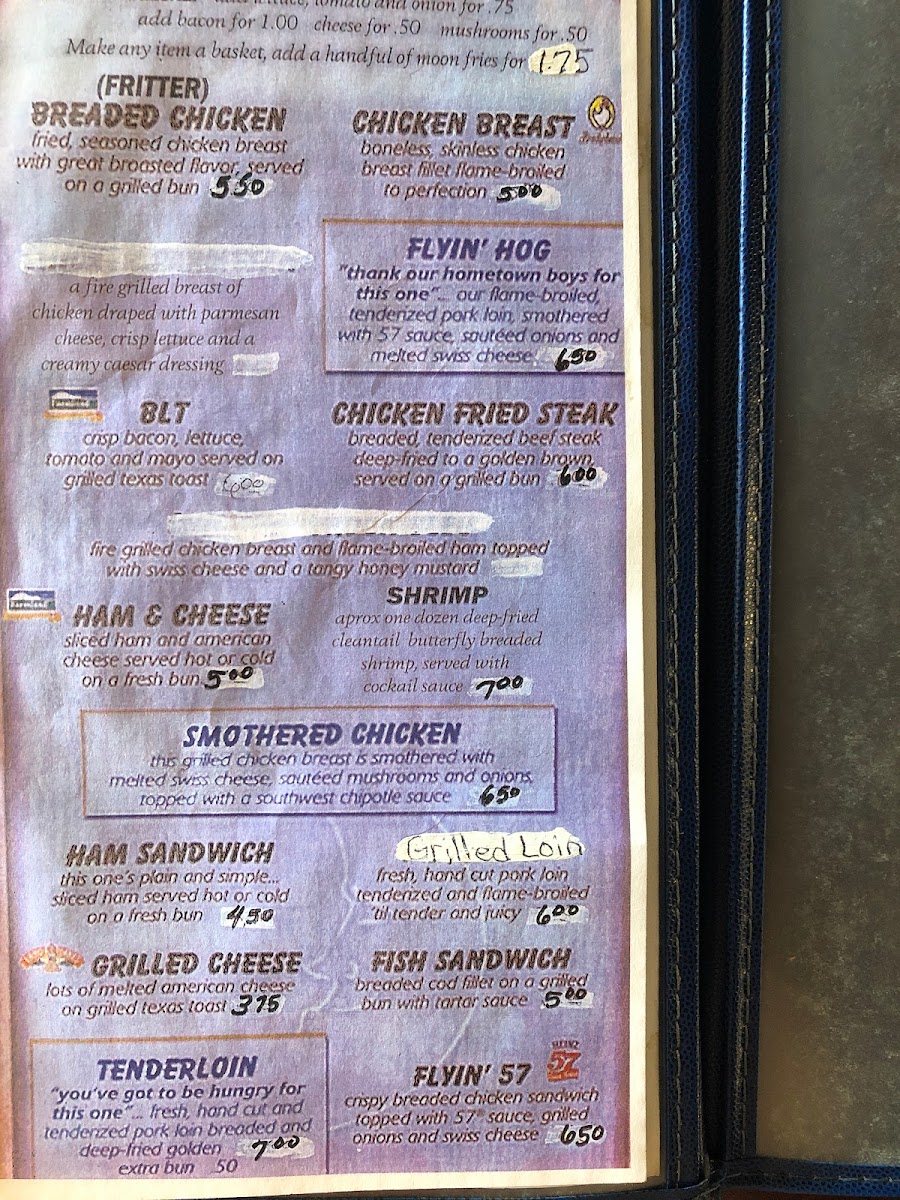 add lettuce, tomato and onion for .75
add bacon for 1.00 cheese for .50 mushrooms for .50
Make any item a basket, add a handful of moon fries for 1.75
(FRITTER)
BREADED CHICKEN
fried, seasoned chicken breast
with great broasted flavor, served
on a grilled bun 5.50
CHICKEN BREAST
boneless, skinless chicken
breast fillet flame-broiled
to perfection 5.00
FLYIN' HOG
"thank our hometown boys for
this one"... our flame-broiled,
tenderized pork loin, smothered
with 57 sauce, sautéed onions and
melted swiss cheese 6.50
a fire grilled breast of
chicken draped with parmesan
cheese, crisp lettuce and a
creamy caesar dressing
Farmland
BLT
crisp bacon, lettuce,
tomato and mayo served on
grilled texas toast 6.00
CHICKEN FRIED STEAK
breaded, tenderized beef steak
deep-fried to a golden brown,
served on a grilled bun 6.00
fire grilled chicken breast and flame-broiled ham topped
with swiss cheese and a tangy honey mustard
Farmland
HAM & CHEESE
sliced ham and american
cheese served hot or cold
on a fresh bun 5.00
SHRIMP
aprox one dozen deep-fried
cleantail butterfly breaded
shrimp, served with
cockail sauce 7.00
SMOTHERED CHICKEN
this grilled chicken breast is smothered with
melted swiss cheese, sautéed mushrooms and onions,
topped with a southwest chipotle sauce 6.50
HAM SANDWICH
this one's plain and simple...
sliced ham served hot or cold
on a fresh bun 4.50
Grilled Loin
fresh, hand cut pork loin
tenderized and flame-broiled
'til tender and juicy 6.00
GRILLED CHEESE
lots of melted american cheese
on grilled texas toast 3.75
FISH SANDWICH
breaded cod fillet on a grilled
bun with tartar sauce 5.00
TENDERLOIN
"you've got to be hungry for
this one"... fresh, hand cut and
tenderized pork loin breaded and
deep-fried golden 7.00
extra bun .50
HEINZ
57
FLYIN' 57
crispy breaded chicken sandwich
topped with 57® sauce, grilled
onions and swiss cheese 6.50